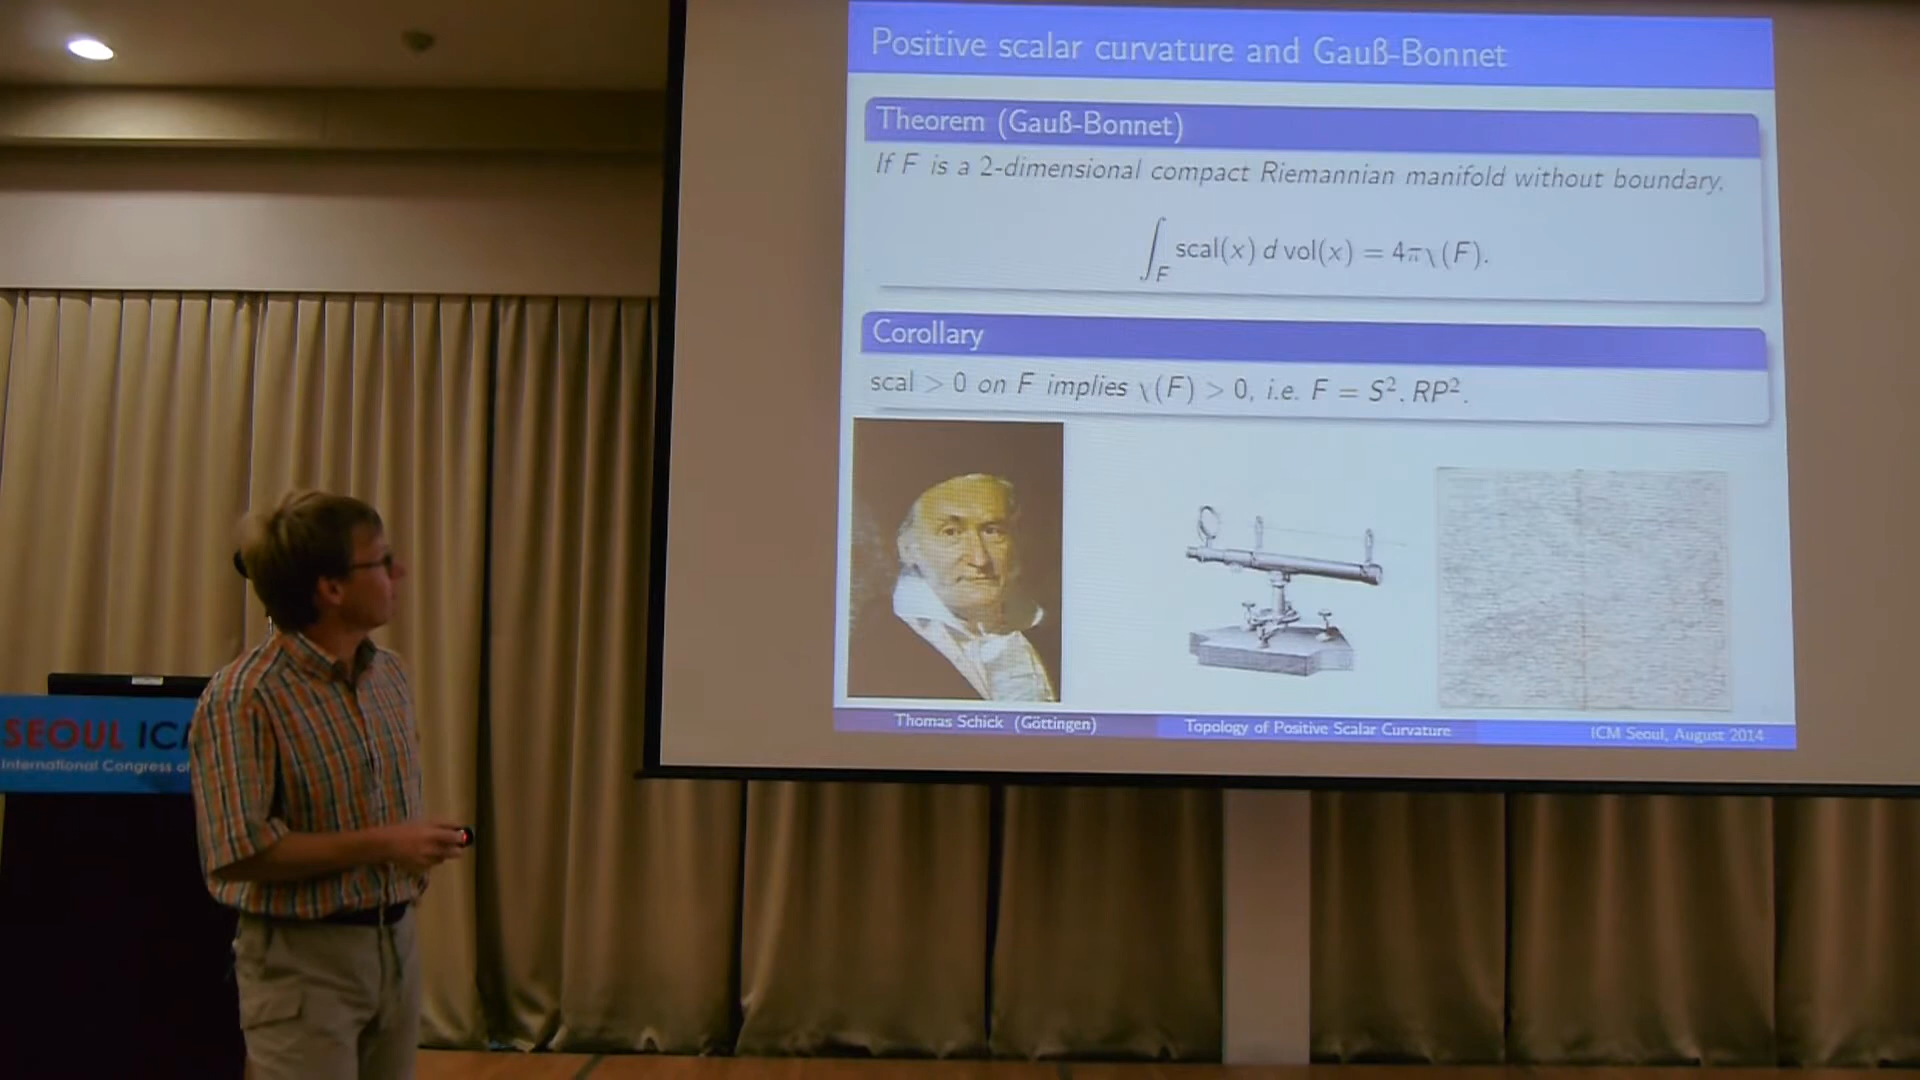 Positive scalar curvature and Gauß-Bonnet
Theorem (Gauß-Bonnet)
If F is a 2-dimensional compact Riemannian manifold without boundary,
∫_F scal(x) d vol(x) = 4πχ(F).
Corollary
scal > 0 on F implies χ(F) > 0, i.e. F = S², RP².
Thomas Schick (Göttingen)
Topology of Positive Scalar Curvature
ICM Seoul, August 2014
SEOUL IC
International Congress of